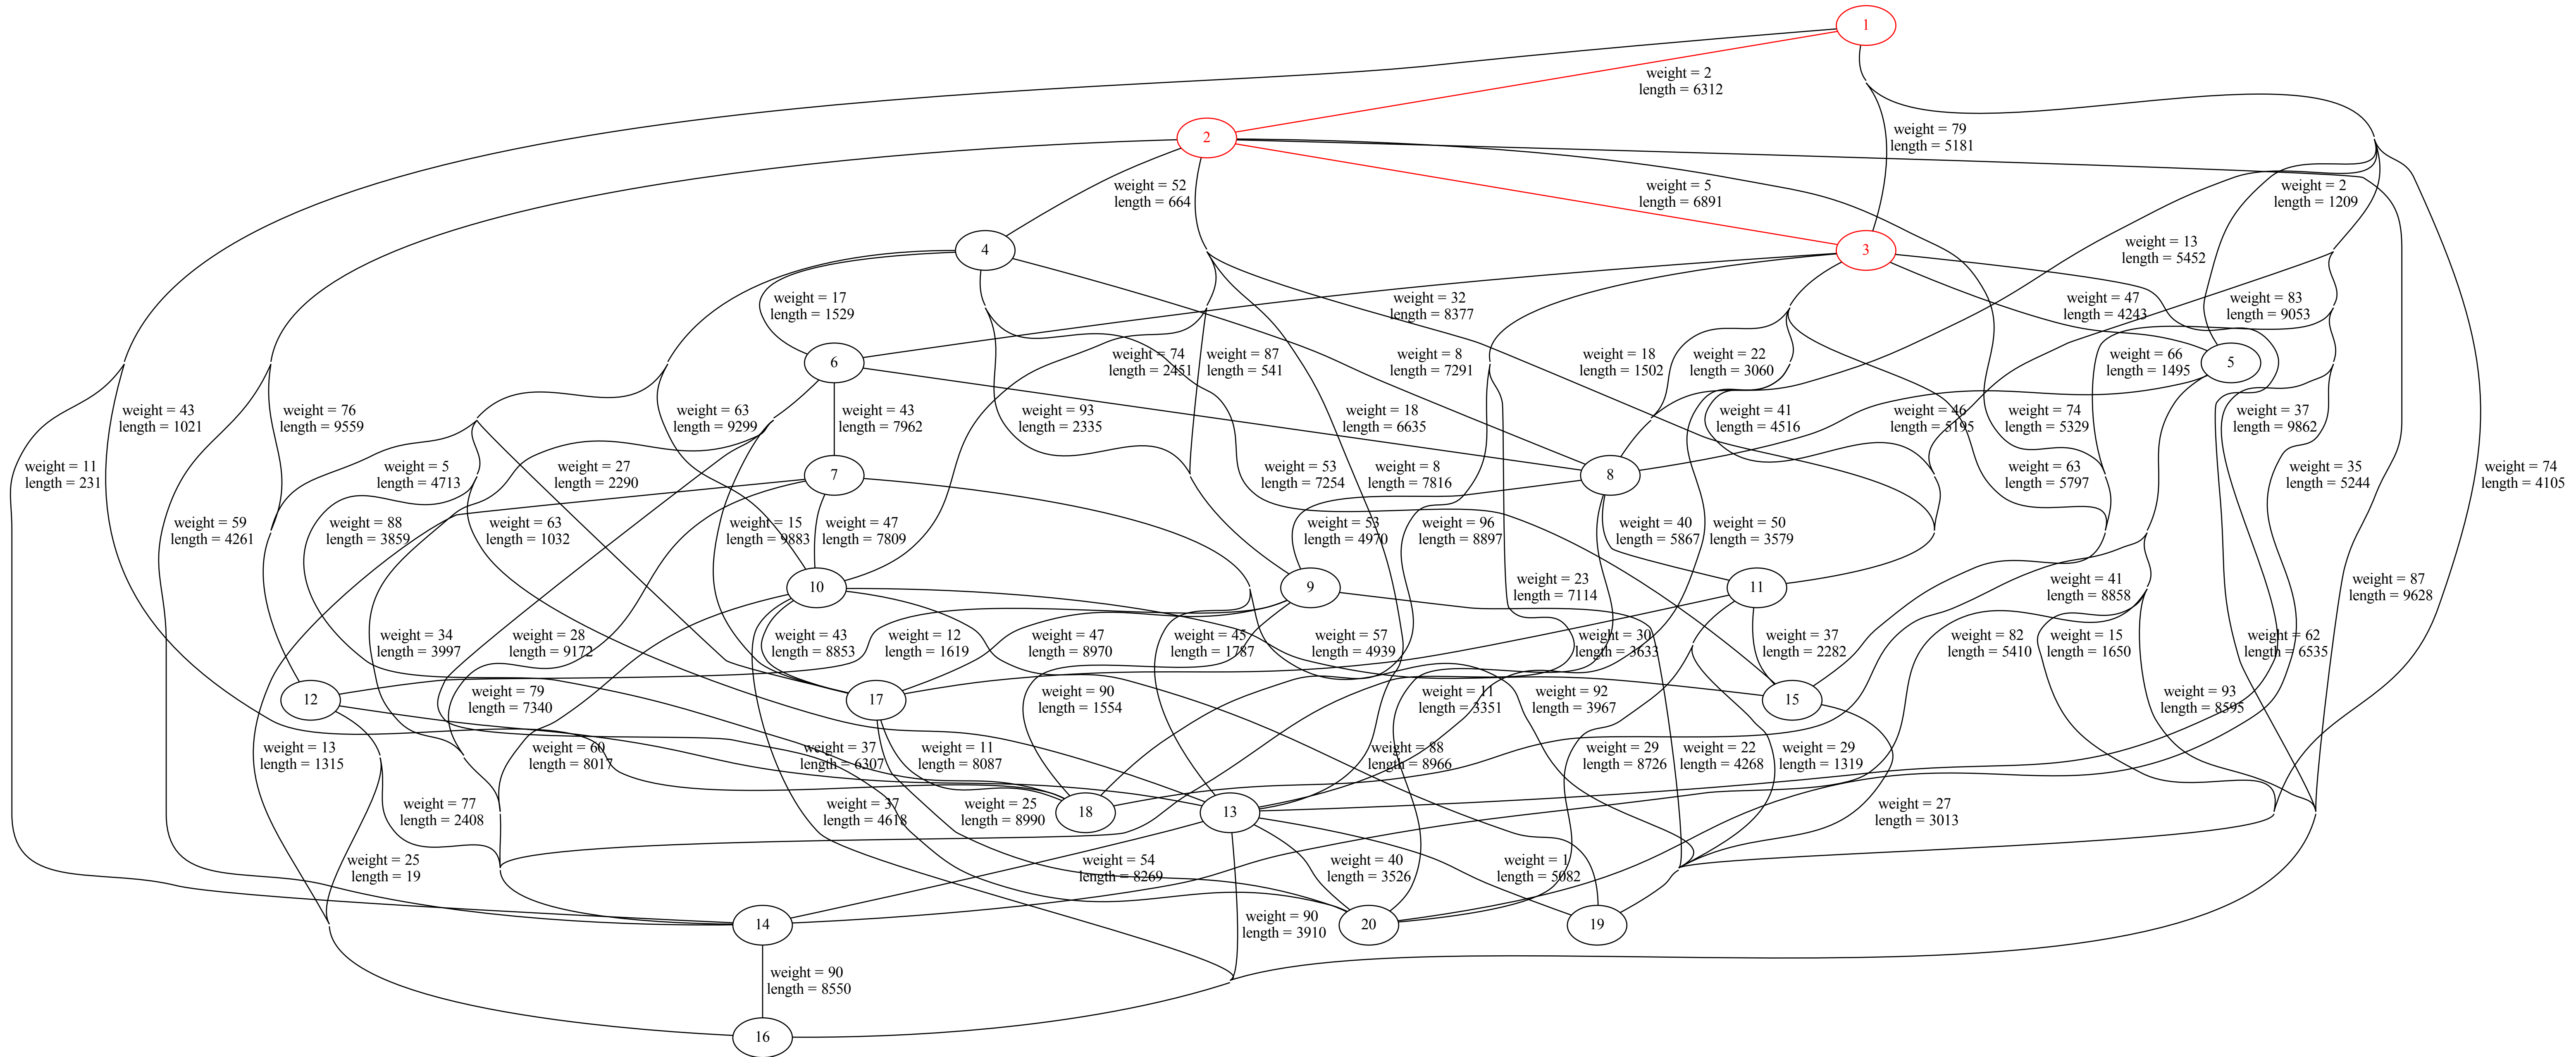 1
weight = 2
length = 6312
weight = 79
length = 5181
2
weight = 52
length = 664
weight = 5
length = 6891
weight = 2
length = 1209
4
3
weight = 13
length = 5452
weight = 17
length = 1529
weight = 32
length = 8377
weight = 47
length = 4243
weight = 83
length = 9053
6
weight = 74
length = 2451
weight = 87
length = 541
weight = 8
length = 7291
weight = 18
length = 1502
weight = 22
length = 3060
weight = 66
length = 1495
5
weight = 43
length = 1021
weight = 76
length = 9559
weight = 63
length = 9299
weight = 43
length = 7962
weight = 93
length = 2335
weight = 18
length = 6635
weight = 41
length = 4516
weight = 46
length = 5195
weight = 74
length = 5329
weight = 37
length = 9862
weight = 11
length = 231
weight = 5
length = 4713
weight = 27
length = 2290
7
weight = 53
length = 7254
weight = 8
length = 7816
8
weight = 63
length = 5797
weight = 35
length = 5244
weight = 74
length = 4105
weight = 59
length = 4261
weight = 88
length = 3859
weight = 63
length = 1032
weight = 15
length = 9883
weight = 47
length = 7809
weight = 53
length = 4970
weight = 96
length = 8897
weight = 40
length = 5867
weight = 50
length = 3579
10
9
weight = 23
length = 7114
11
weight = 41
length = 8858
weight = 87
length = 9628
weight = 34
length = 3997
weight = 28
length = 9172
weight = 43
length = 8853
weight = 12
length = 1619
weight = 47
length = 8970
weight = 45
length = 1787
weight = 57
length = 4939
weight = 30
length = 3633
weight = 37
length = 2282
weight = 82
length = 5410
weight = 15
length = 1650
weight = 62
length = 6535
12
weight = 79
length = 7340
17
weight = 90
length = 1554
weight = 11
length = 3351
weight = 92
length = 3967
15
weight = 93
length = 8595
weight = 13
length = 1315
weight = 60
length = 8017
weight = 37
length = 6307
weight = 11
length = 8087
weight = 88
length = 8966
weight = 29
length = 8726
weight = 22
length = 4268
weight = 29
length = 1319
weight = 77
length = 2408
weight = 37
length = 4618
weight = 25
length = 8990
18
13
weight = 27
length = 3013
weight = 25
length = 19
weight = 54
length = 8269
weight = 40
length = 3526
weight = 1
length = 5082
14
weight = 90
length = 3910
20
19
weight = 90
length = 8550
16